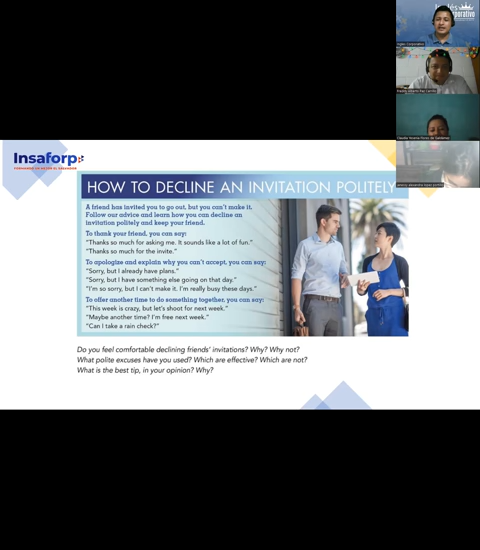 Insaforp
HOW TO DECLINE AN INVITATION POLITELY
A friend has invited you to go out, but you can't make it.
Follow our advice and learn how you can decline an
invitation politely and keep your friend.
To thank your friend, you can say:
"Thanks so much for asking me. It sounds like a lot of fun."
"Thanks so much for the invite."
To apologize and explain why you can't accept, you can say:
"Sorry, but I already have plans."
"Sorry, but I have something else going on that day."
"I'm so sorry, but I can't make it. I'm really busy these days."
To offer another time to do something together, you can say:
"This week is crazy, but let's shoot for next week."
"Maybe another time? I'm free next week."
"Can I take a rain check?"
Do you feel comfortable declining friends' invitations? Why? Why not?
What polite excuses have you used? Which are effective? Which are not?
What is the best tip, in your opinion? Why?